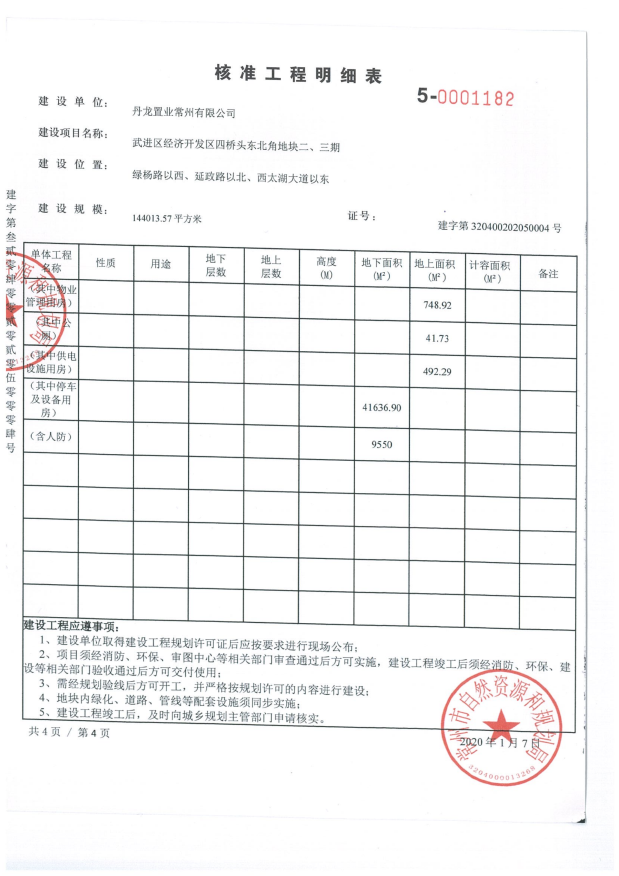 核准工程明细表
5-0001182
建设单位：
丹龙置业常州有限公司
建设项目名称：
武进区经济开发区四桥头东北角地块二、三期
建设位置：
绿杨路以西、延政路以北、西太湖大道以东
建设规模：
144013.57 平方米
证号：
建字第 320400202050004 号
建字第叁贰零肆零零贰零贰零伍零零零肆号
单体工程名称
性质
用途
地下层数
地上层数
高度(M)
地下面积(M²)
地上面积(M²)
计容面积(M²)
备注
（其中物业
管理用房）
748.92
（其中公
厕）
41.73
（其中供电
设施用房）
492.29
（其中停车
及设备用
房）
41636.90
（含人防）
9550
建设工程应遵事项：
1、建设单位取得建设工程规划许可证后应按要求进行现场公布；
2、项目须经消防、环保、审图中心等相关部门审查通过后方可实施，建设工程竣工后须经消防、环保、建
设等相关部门验收通过后方可交付使用；
3、需经规划验线后方可开工，并严格按规划许可的内容进行建设；
4、地块内绿化、道路、管线等配套设施须同步实施；
5、建设工程竣工后，及时向城乡规划主管部门申请核实。
共 4 页 / 第 4 页
常州市自然资源和规划局
2020 年 1 月 7 日
3204000013268